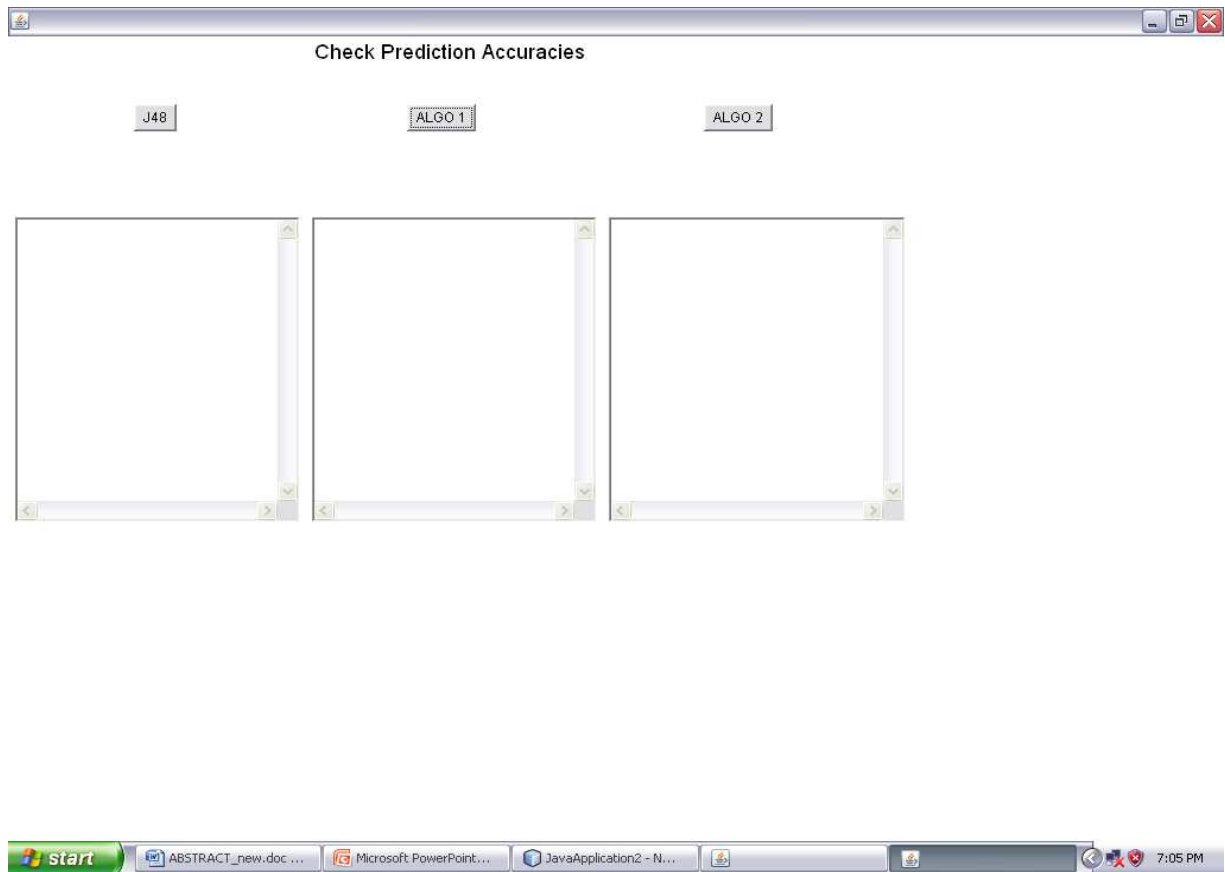 Check Prediction Accuracies
J48 ALGO 1 ALGO 2
start ABSTRACT_new.doc ... Microsoft PowerPoint... JavaApplication2 - N... 7:05 PM